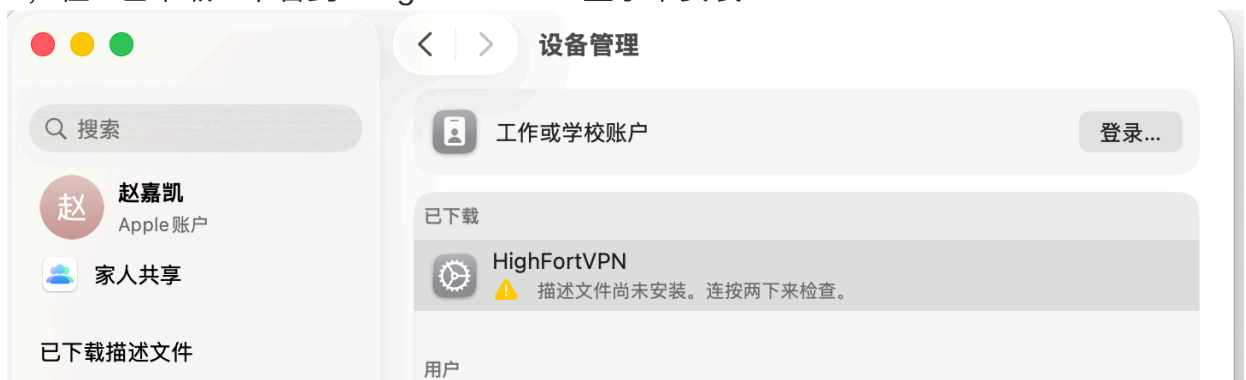 设备管理
搜索
工作或学校账户
登录...
赵
赵嘉凯
Apple账户
已下载
HighFortVPN
描述文件尚未安装。连按两下来检查。
家人共享
已下载描述文件
用户